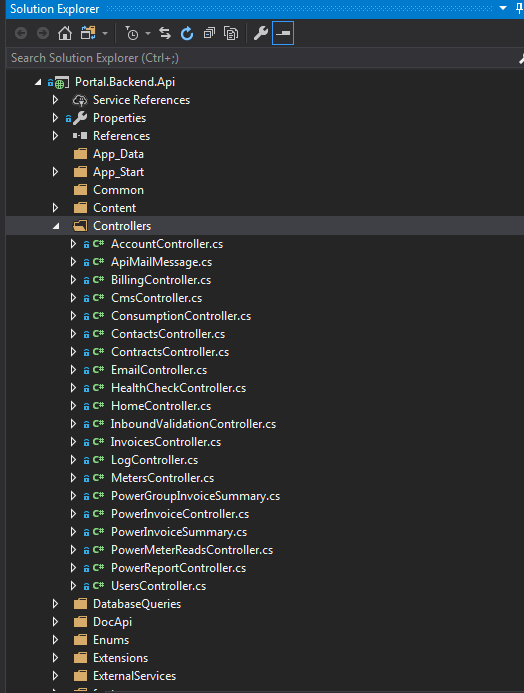 Solution Explorer
Search Solution Explorer (Ctrl+;)
Portal.Backend.Api
Service References
Properties
References
App_Data
App_Start
Common
Content
Controllers
C# AccountController.cs
C# ApiMailMessage.cs
C# BillingController.cs
C# CmsController.cs
C# ConsumptionController.cs
C# ContactsController.cs
C# ContractsController.cs
C# EmailController.cs
C# HealthCheckController.cs
C# HomeController.cs
C# InboundValidationController.cs
C# InvoicesController.cs
C# LogController.cs
C# MetersController.cs
C# PowerGroupInvoiceSummary.cs
C# PowerInvoiceController.cs
C# PowerInvoiceSummary.cs
C# PowerMeterReadsController.cs
C# PowerReportController.cs
C# UsersController.cs
DatabaseQueries
DocApi
Enums
Extensions
ExternalServices